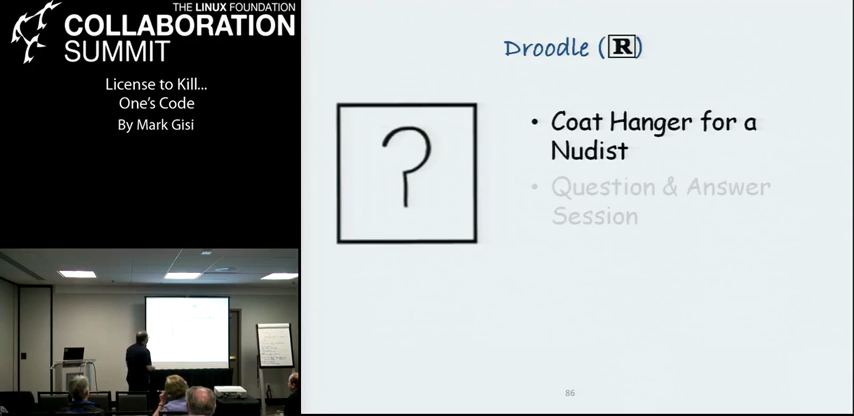 THE LINUX FOUNDATION
COLLABORATION
SUMMIT
License to Kill...
One's Code
By Mark Gisi
Droodle (R)
?
• Coat Hanger for a
Nudist
• Question & Answer
Session
86